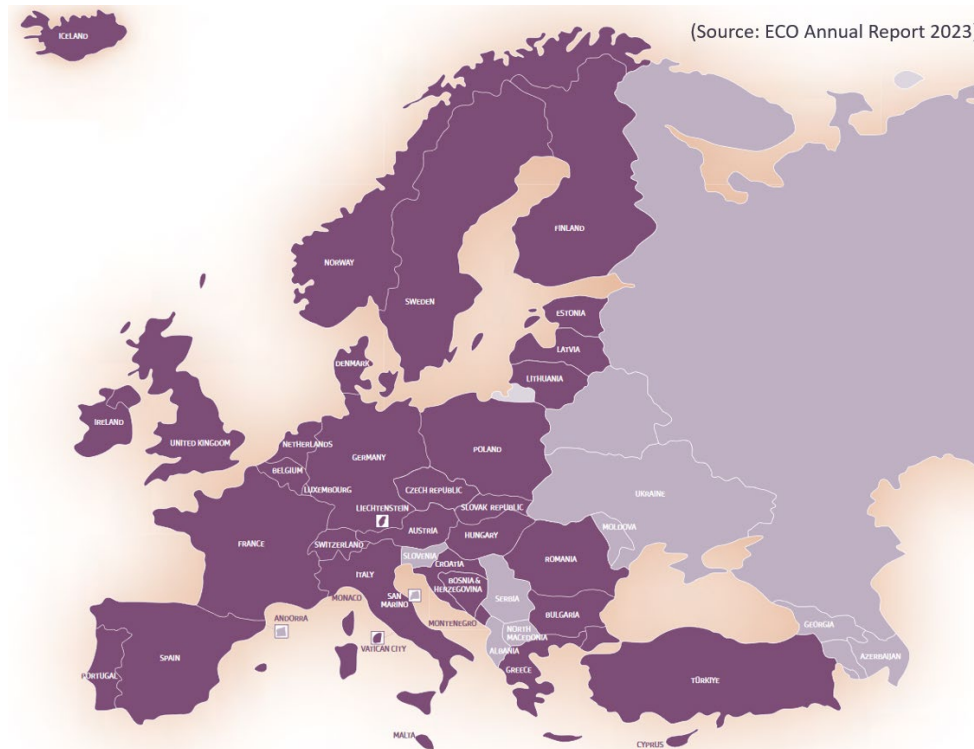 ICELAND
(Source: ECO Annual Report 2023)
FINLAND
NORWAY
SWEDEN
ESTONIA
LATVIA
DENMARK
LITHUANIA
IRELAND
UNITED KINGDOM
NETHERLANDS
GERMANY
POLAND
BELGIUM
LUXEMBOURG
CZECH REPUBLIC
UKRAINE
LIECHTENSTEIN
SLOVAK REPUBLIC
MOLDOVA
AUSTRIA
HUNGARY
FRANCE
SWITZERLAND
SLOVENIA
CROATIA
ROMANIA
ITALY
BOSNIA &
HERZEGOVINA
SERBIA
MONACO
SAN
MARINO
ANDORRA
MONTENEGRO
BULGARIA
GEORGIA
NORTH
MACEDONIA
VATICAN CITY
ALBANIA
AZERBAIJAN
SPAIN
PORTUGAL
GREECE
TÜRKIYE
MALTA
CYPRUS